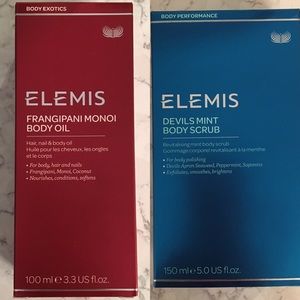 BODY EXOTICS
ELEMIS
FRANGIPANI MONOI
BODY OIL
Hair, nail & body oil
Huile pour les cheveux, les ongles
et le corps
• For body, hair and nails
• Frangipani, Monoi, Coconut
• Nourishes, conditions, softens
100 ml ℮ 3.3 US fl.oz.
BODY PERFORMANCE
ELEMIS
DEVILS MINT
BODY SCRUB
Revitalising mint body scrub
Gommage corporel revitalisant à la menthe
• For body polishing
• Devils Apron Seaweed, Peppermint, Saponins
• Exfoliates, smoothes, brightens
150 ml ℮ 5.0 US fl.oz.